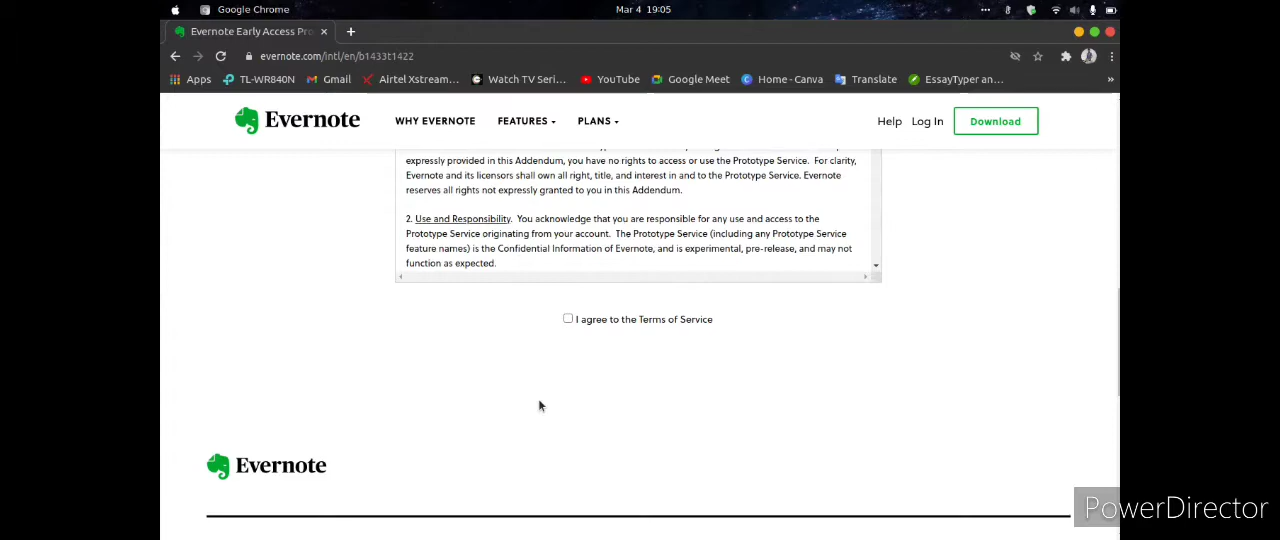 Google Chrome
Mar 4 19:05
Evernote Early Access Pro
evernote.com/intl/en/b1433t1422
Apps TL-WR840N Gmail Airtel Xstream... Watch TV Seri... YouTube Google Meet Home - Canva Translate EssayTyper an...
Evernote WHY EVERNOTE FEATURES PLANS Help Log In Download
expressly provided in this Addendum, you have no rights to access or use the Prototype Service. For clarity,
Evernote and its licensors shall own all right, title, and interest in and to the Prototype Service. Evernote
reserves all rights not expressly granted to you in this Addendum.
2. Use and Responsibility. You acknowledge that you are responsible for any use and access to the
Prototype Service originating from your account. The Prototype Service (including any Prototype Service
feature names) is the Confidential Information of Evernote, and is experimental, pre-release, and may not
function as expected.
I agree to the Terms of Service
Evernote
PowerDirector